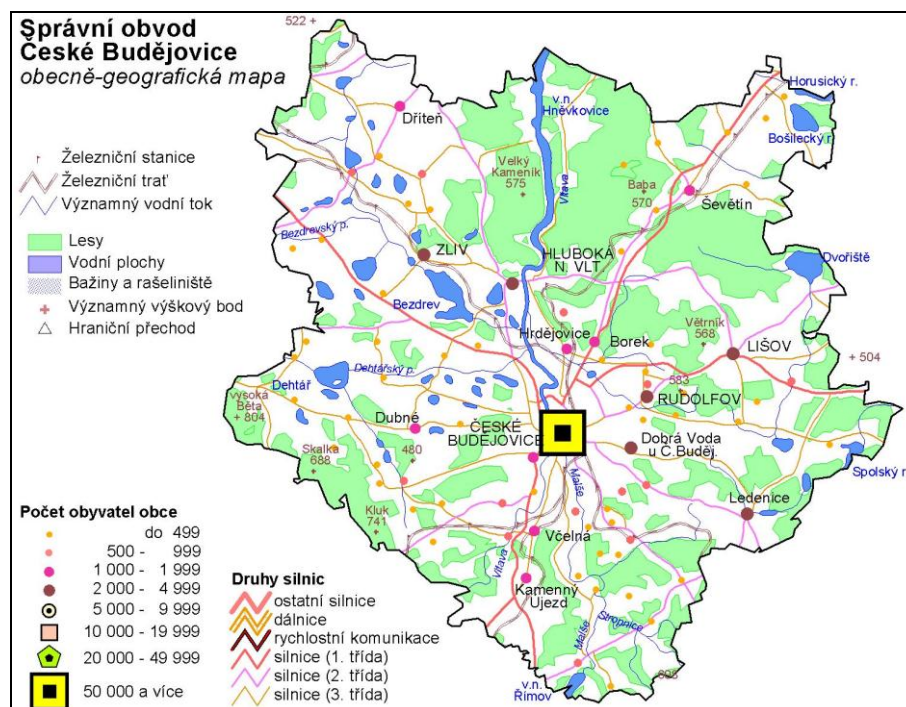 Správní obvod
České Budějovice
obecně-geografická mapa
522 +
Železniční stanice
Železniční trať
Významný vodní tok
Lesy
Vodní plochy
Bažiny a rašeliniště
Významný výškový bod
Hraniční přechod
Horusický r.
v.n.
Hněvkovice
Dříteň
Bošilecký r.
Velký
Kameník
575
Vltava
Baba
570
Ševětín
Bezdrevský p.
ZLIV
HLUBOKÁ
N. VLT.
Dvořiště
Bezdrev
Hrdějovice
Borek
Větrník
568
LIŠOV
+ 504
Dehtářský p.
Dehtář
583
RUDOLFOV
vysoká
Běta
+ 804
Dubné
ČESKÉ
BUDĚJOVICE
Dobrá Voda
u Č.Buděj.
Skalka
688
480
Spolský r.
Malše
Ledenice
Kluk
741
Včelná
Vltava
Kamenný
Újezd
Stropnice
Malše
v.n.
Římov
Počet obyvatel obce
do 499
500 - 999
1 000 - 1 999
2 000 - 4 999
5 000 - 9 999
10 000 - 19 999
20 000 - 49 999
50 000 a více
Druhy silnic
ostatní silnice
dálnice
rychlostní komunikace
silnice (1. třída)
silnice (2. třída)
silnice (3. třída)